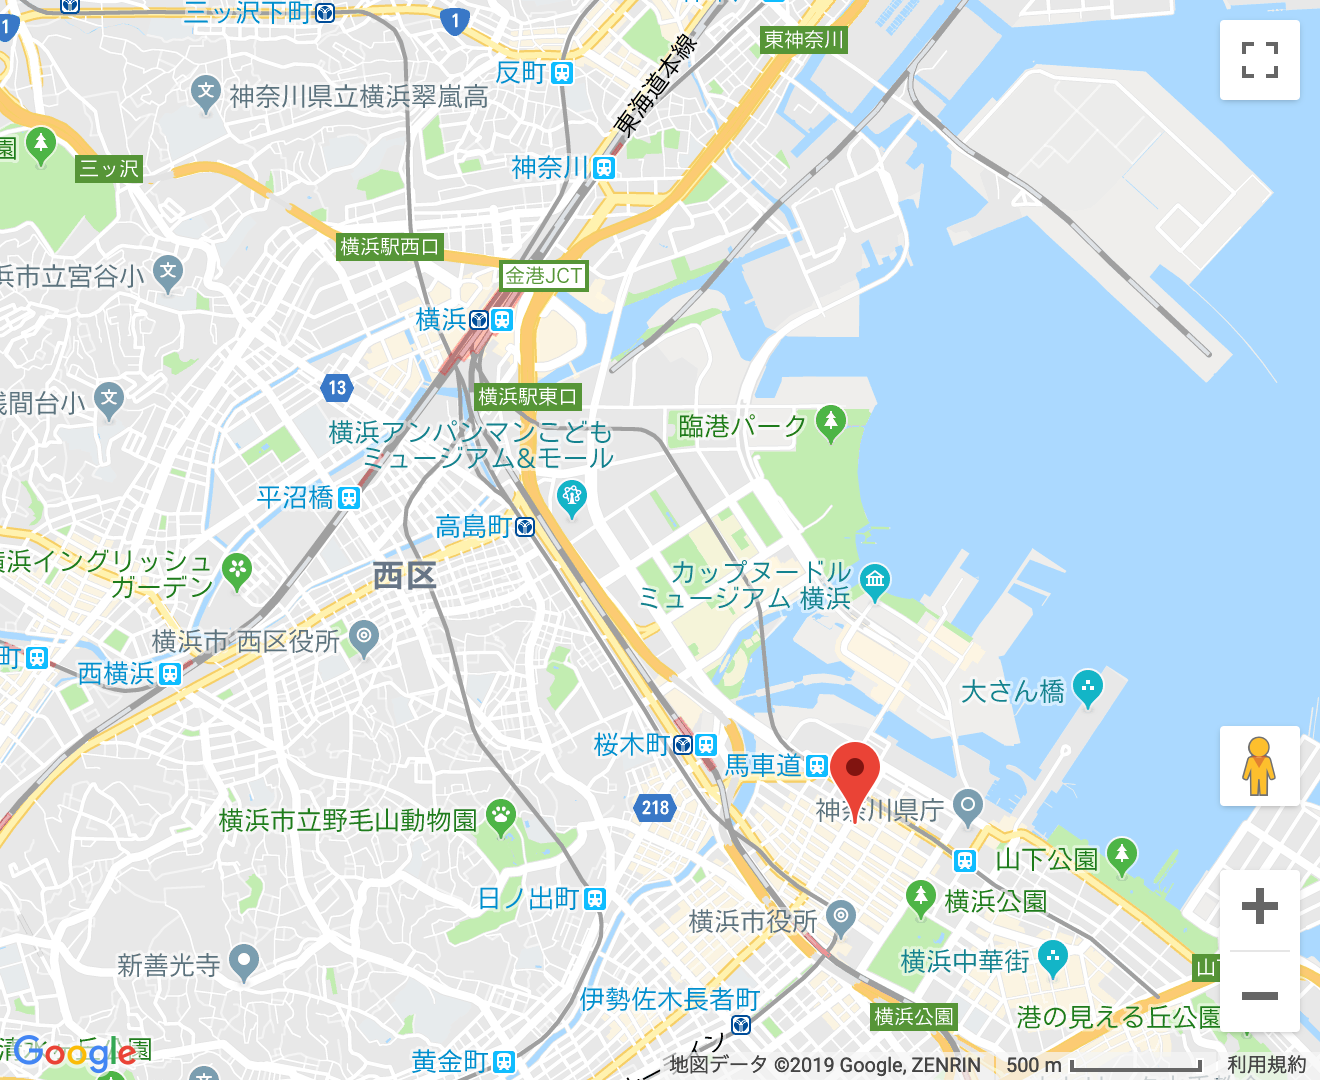 三ッ沢下町
1
1
東神奈川
反町
東海道本線
神奈川県立横浜翠嵐高
園
三ッ沢
神奈川
横浜駅西口
金港JCT
浜市立宮谷小
横浜
13
横浜駅東口
浅間台小
臨港パーク
横浜アンパンマンこども
ミュージアム&モール
平沼橋
高島町
横浜イングリッシュ
ガーデン
西区
カップヌードル
ミュージアム 横浜
横浜市 西区役所
町
西横浜
大さん橋
桜木町
馬車道
218
神奈川県庁
横浜市立野毛山動物園
山下公園
日ノ出町
横浜公園
横浜市役所
新善光寺
横浜中華街
山下
伊勢佐木長者町
横浜公園
港の見える丘公園
Google
黄金町
地図データ ©2019 Google, ZENRIN
500 m
利用規約